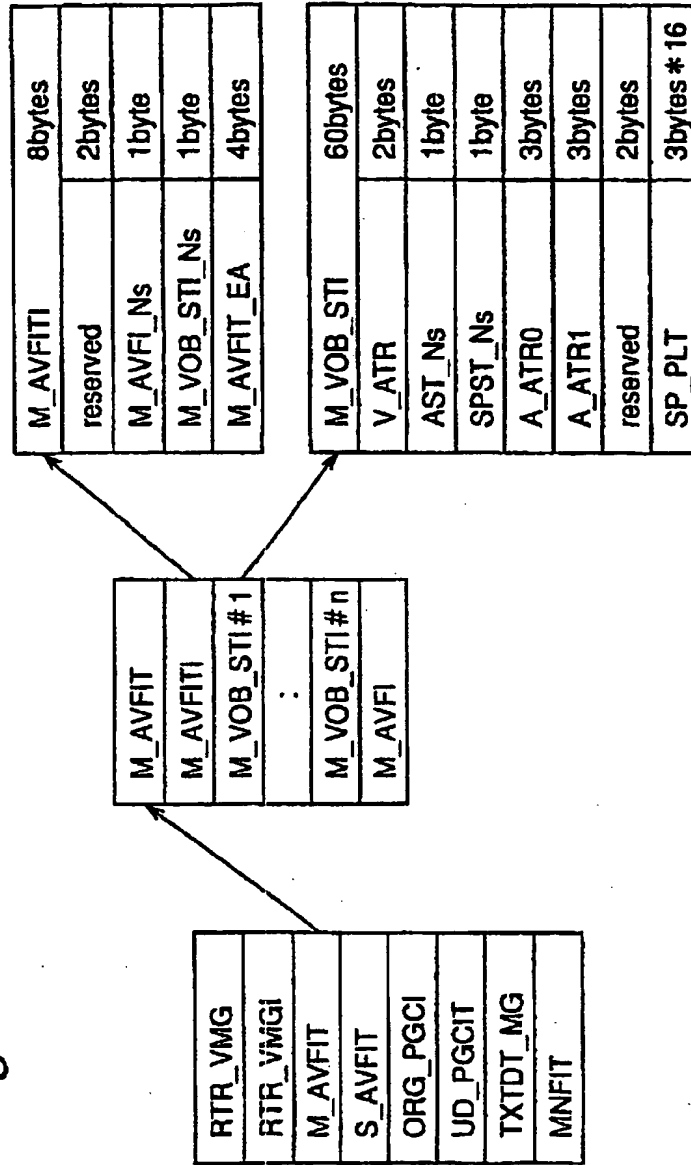 RTR_VMG
RTR_VMGI
M_AVFIT
S_AVFIT
ORG_PGCI
UD_PGCIT
TXTDT_MG
MNFIT
M_AVFIT
M_AVFITI
M_VOB_STI#1
:
M_VOB_STI#n
M_AVFI
M_AVFITI 8bytes
reserved 2bytes
M_AVFI_Ns 1byte
M_VOB_STI_Ns 1byte
M_AVFIT_EA 4bytes
M_VOB_STI 60bytes
V_ATR 2bytes
AST_Ns 1byte
SPST_Ns 1byte
A_ATR0 3bytes
A_ATR1 3bytes
reserved 2bytes
SP_PLT 3bytes*16